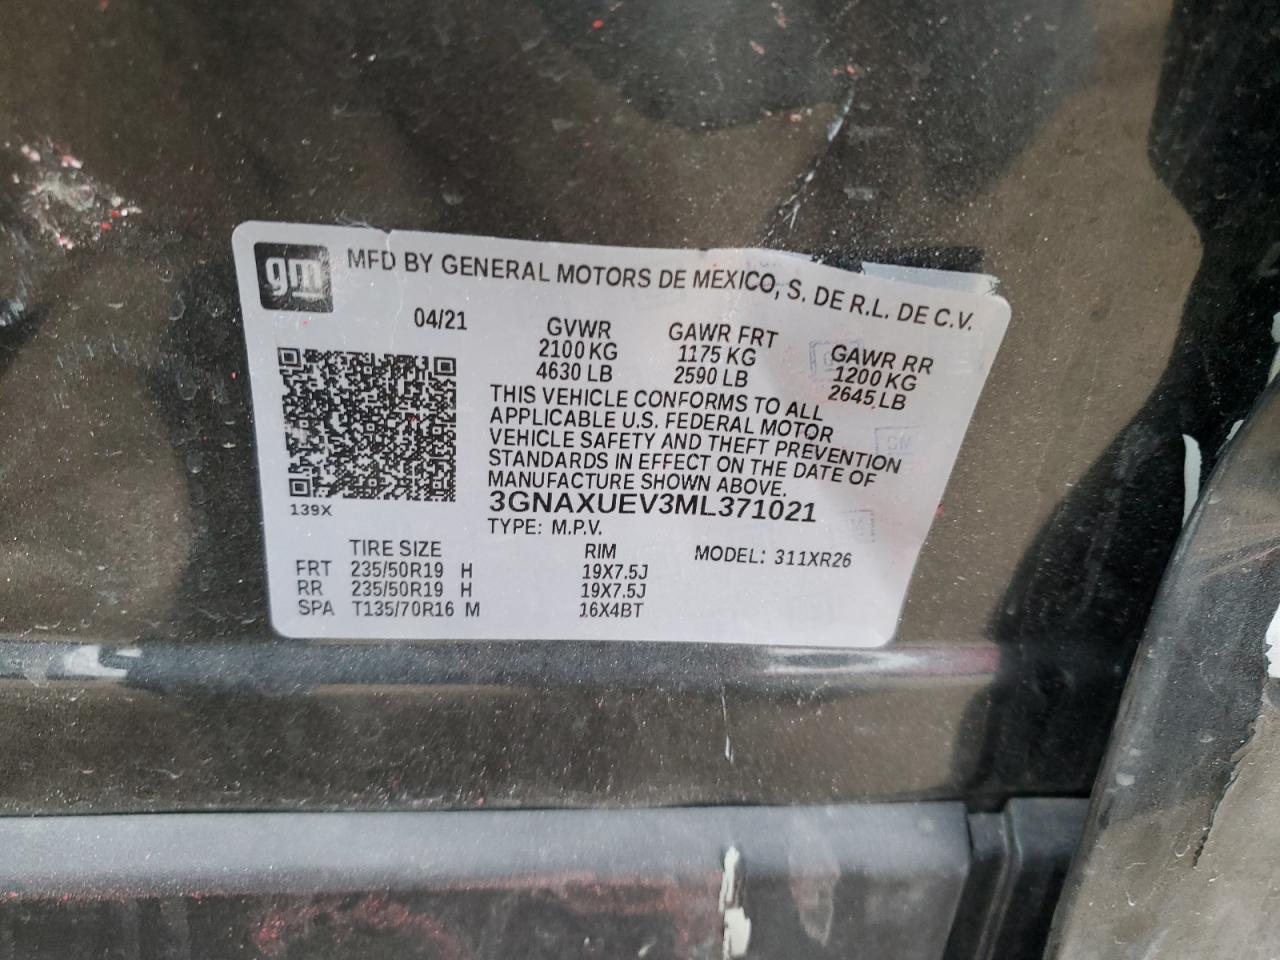 gm MFD BY GENERAL MOTORS DE MEXICO, S. DE R.L. DE C.V.
04/21
GVWR GAWR FRT GAWR RR
2100 KG 1175 KG 1200 KG
4630 LB 2590 LB 2645 LB
THIS VEHICLE CONFORMS TO ALL
APPLICABLE U.S. FEDERAL MOTOR
VEHICLE SAFETY AND THEFT PREVENTION
STANDARDS IN EFFECT ON THE DATE OF
MANUFACTURE SHOWN ABOVE.
3GNAXUEV3ML371021
139X
TYPE: M.P.V.
TIRE SIZE RIM MODEL: 311XR26
FRT 235/50R19 H 19X7.5J
RR 235/50R19 H 19X7.5J
SPA T135/70R16 M 16X4BT